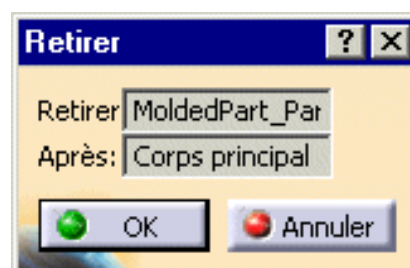 Retirer ? X
Retirer MoldedPart_Par
Après: Corps principal
OK Annuler